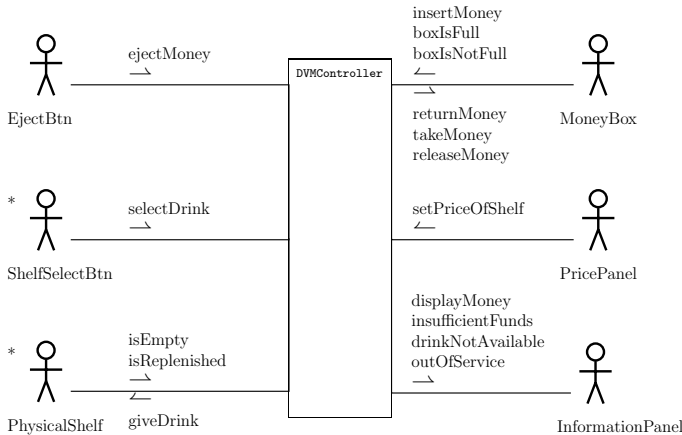 insertMoney
boxIsFull
ejectMoney
boxIsNotFull
DVMController
EjectBtn
returnMoney
MoneyBox
takeMoney
releaseMoney
*
selectDrink
setPriceOfShelf
ShelfSelectBtn
PricePanel
displayMoney
insufficientFunds
*
isEmpty
drinkNotAvailable
isReplenished
outOfService
PhysicalShelf
giveDrink
InformationPanel